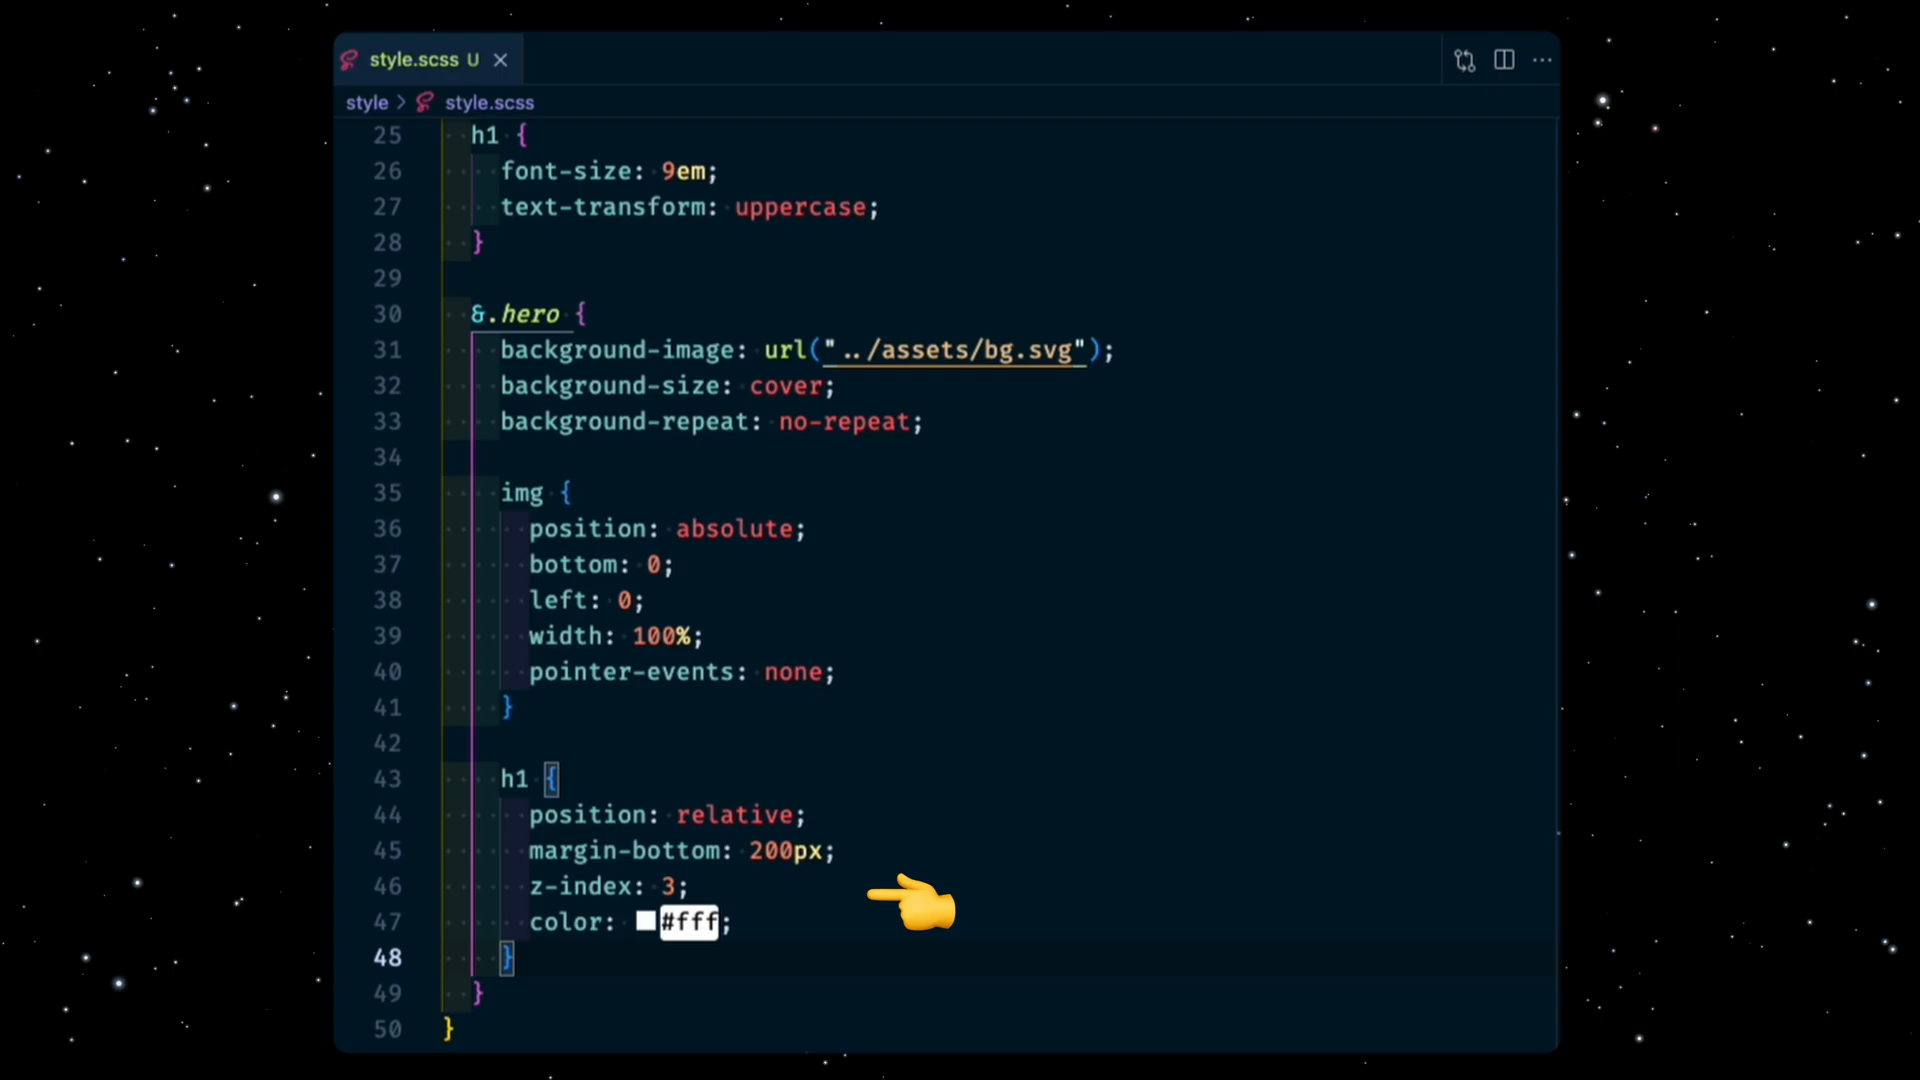 style.scss U
style > style.scss
25 h1 {
26 font-size: 9em;
27 text-transform: uppercase;
28 }
29
30 &.hero {
31 background-image: url("../assets/bg.svg");
32 background-size: cover;
33 background-repeat: no-repeat;
34
35 img {
36 position: absolute;
37 bottom: 0;
38 left: 0;
39 width: 100%;
40 pointer-events: none;
41 }
42
43 h1 {
44 position: relative;
45 margin-bottom: 200px;
46 z-index: 3;
47 color: #fff;
48 }
49 }
50 }